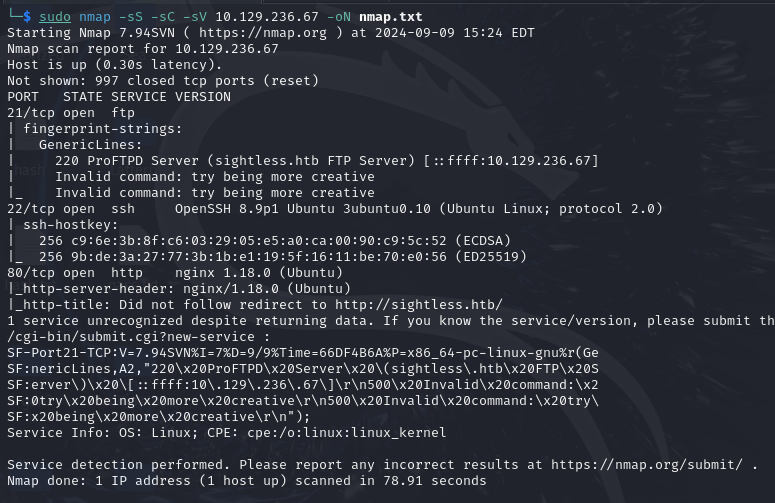 └─$ sudo nmap -sS -sC -sV 10.129.236.67 -oN nmap.txt
Starting Nmap 7.94SVN ( https://nmap.org ) at 2024-09-09 15:24 EDT
Nmap scan report for 10.129.236.67
Host is up (0.30s latency).
Not shown: 997 closed tcp ports (reset)
PORT   STATE SERVICE VERSION
21/tcp open  ftp
| fingerprint-strings:
|   GenericLines:
|     220 ProFTPD Server (sightless.htb FTP Server) [::ffff:10.129.236.67]
|     Invalid command: try being more creative
|_    Invalid command: try being more creative
22/tcp open  ssh     OpenSSH 8.9p1 Ubuntu 3ubuntu0.10 (Ubuntu Linux; protocol 2.0)
| ssh-hostkey:
|   256 c9:6e:3b:8f:c6:03:29:05:e5:a0:ca:00:90:c9:5c:52 (ECDSA)
|_  256 9b:de:3a:27:77:3b:1b:e1:19:5f:16:11:be:70:e0:56 (ED25519)
80/tcp open  http    nginx 1.18.0 (Ubuntu)
|_http-server-header: nginx/1.18.0 (Ubuntu)
|_http-title: Did not follow redirect to http://sightless.htb/
1 service unrecognized despite returning data. If you know the service/version, please submit th
/cgi-bin/submit.cgi?new-service :
SF-Port21-TCP:V=7.94SVN%I=7%D=9/9%Time=66DF4B6A%P=x86_64-pc-linux-gnu%r(Ge
SF:nericLines,A2,"220\x20ProFTPD\x20Server\x20\(sightless\.htb\x20FTP\x20S
SF:erver\)\x20\[::ffff:10\.129\.236\.67\]\r\n500\x20Invalid\x20command:\x2
SF:0try\x20being\x20more\x20creative\r\n500\x20Invalid\x20command:\x20try\
SF:x20being\x20more\x20creative\r\n");
Service Info: OS: Linux; CPE: cpe:/o:linux:linux_kernel

Service detection performed. Please report any incorrect results at https://nmap.org/submit/ .
Nmap done: 1 IP address (1 host up) scanned in 78.91 seconds